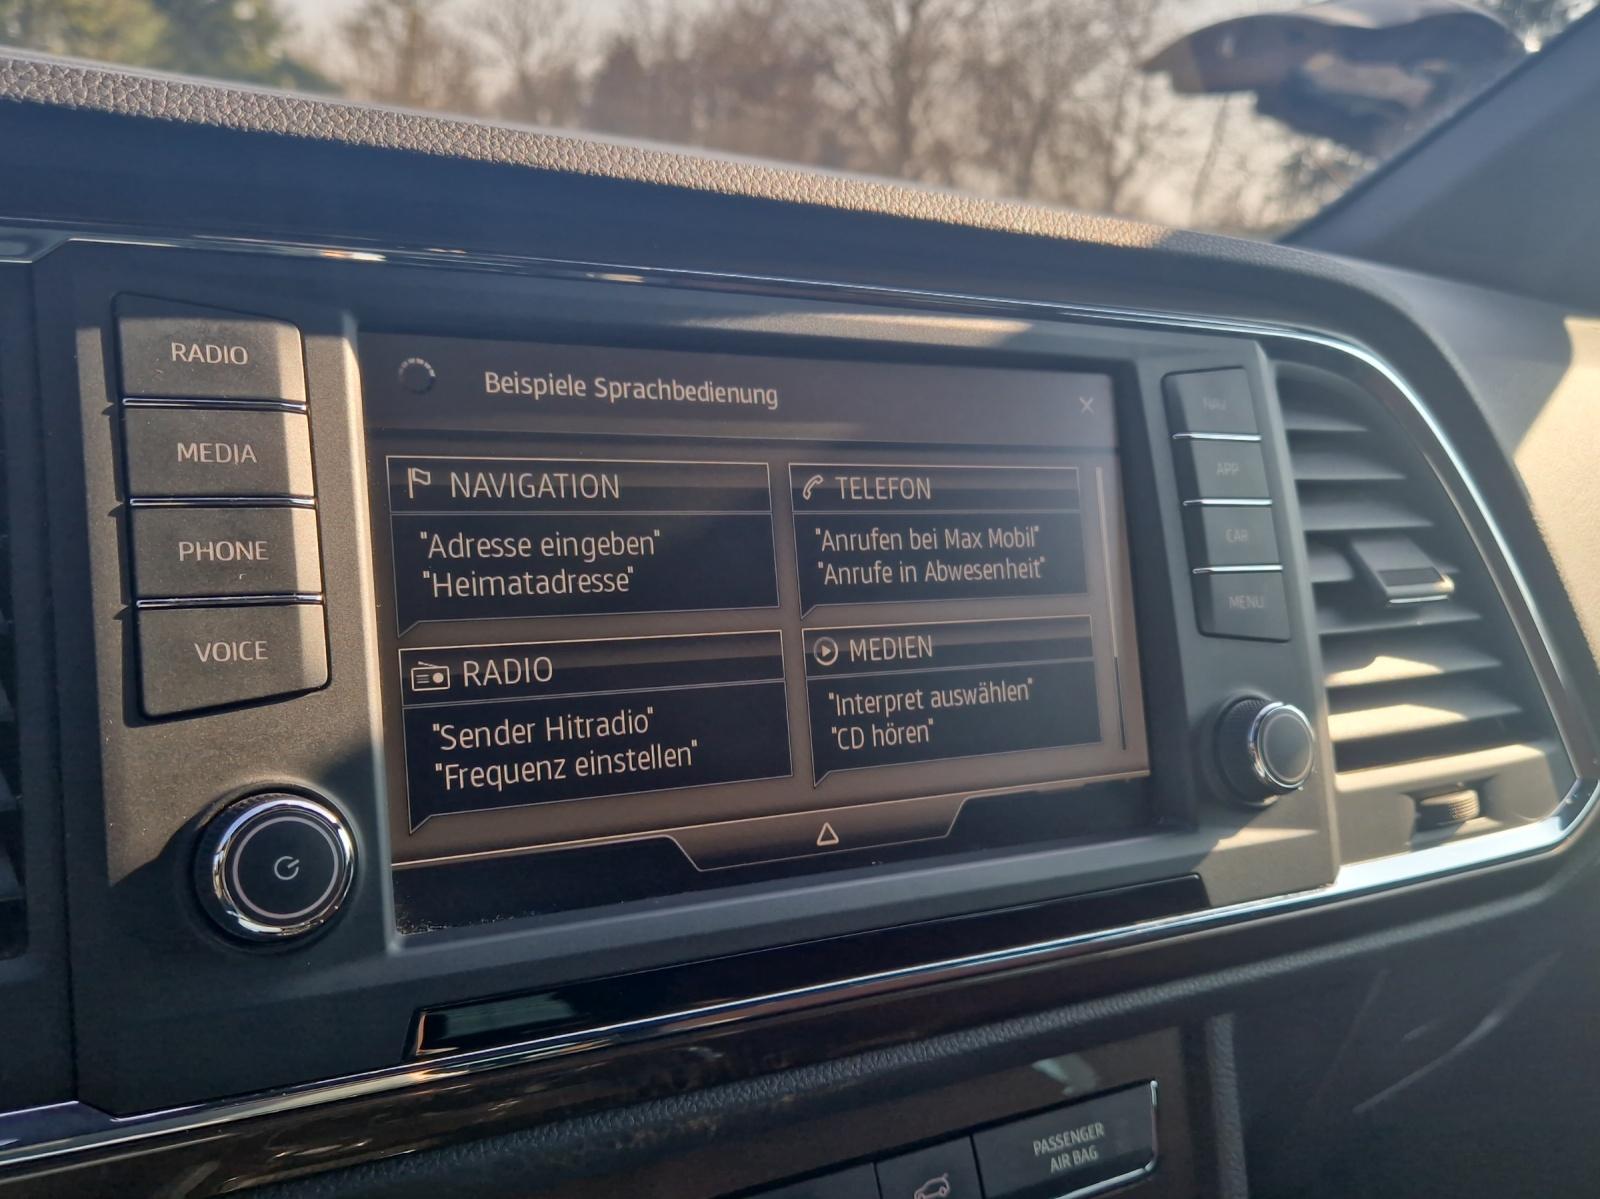 RADIO
MEDIA
PHONE
VOICE
Beispiele Sprachbedienung
NAVIGATION
"Adresse eingeben"
"Heimatadresse"
TELEFON
"Anrufen bei Max Mobil"
"Anrufe in Abwesenheit"
RADIO
"Sender Hitradio"
"Frequenz einstellen"
MEDIEN
"Interpret auswählen"
"CD hören"
NAV
APP
CAR
MENU
PASSENGER
AIR BAG